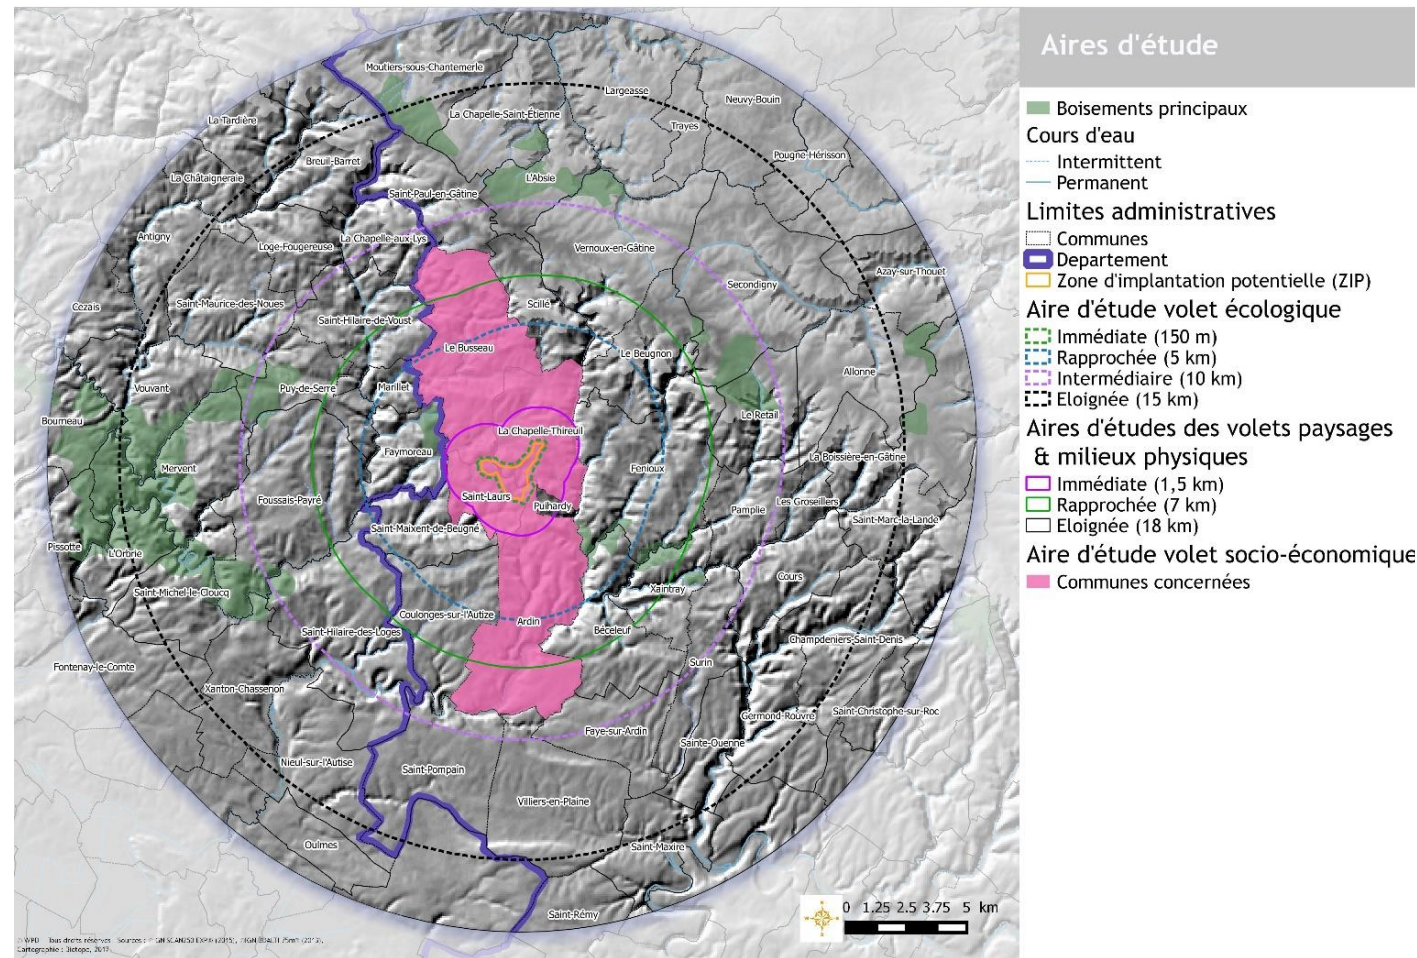 Aires d'étude
Boisements principaux
Cours d'eau
Intermittent
Permanent
Limites administratives
Communes
Departement
Zone d'implantation potentielle (ZIP)
Aire d'étude volet écologique
Immédiate (150 m)
Rapprochée (5 km)
Intermédiaire (10 km)
Eloignée (15 km)
Aires d'études des volets paysages
& milieux physiques
Immédiate (1,5 km)
Rapprochée (7 km)
Eloignée (18 km)
Aire d'étude volet socio-économique
Communes concernées
Moutiers-sous-Chantemerle
Largeasse
Neuvy-Bouin
La Chapelle-Saint-Étienne
La Tardière
Trayes
Breuil-Barret
Pougne-Hérisson
La Châtaigneraie
L'Absie
Saint-Paul-en-Gâtine
Antigny
La Chapelle-aux-Lys
Loge-Fougereuse
Vernoux-en-Gâtine
Azay-sur-Thouet
Secondigny
Cezais
Saint-Maurice-des-Noues
Scillé
Saint-Hilaire-de-Voust
Le Busseau
Le Beugnon
Allonne
Vouvant
Puy-de-Serre
Marillet
Le Retail
Bourneau
La Chapelle-Thireuil
Faymoreau
La Boissière-en-Gâtine
Mervent
Fenioux
Foussais-Payré
Saint-Laurs
Puihardy
Les Groseillers
Pamplie
Saint-Marc-la-Lande
Saint-Maixent-de-Beugné
Pissotte
L'Orbrie
Cours
Saint-Michel-le-Cloucq
Xaintray
Coulonges-sur-l'Autize
Ardin
Béceleuf
Saint-Hilaire-des-Loges
Champdeniers-Saint-Denis
Fontenay-le-Comte
Surin
Xanton-Chassenon
Saint-Christophe-sur-Roc
Germond-Rouvre
Faye-sur-Ardin
Sainte-Ouenne
Nieul-sur-l'Autise
Saint-Pompain
Villiers-en-Plaine
Oulmes
Saint-Maxire
Saint-Rémy
0 1.25 2.5 3.75 5 km
© WPD Tous droits réservés - Sources :